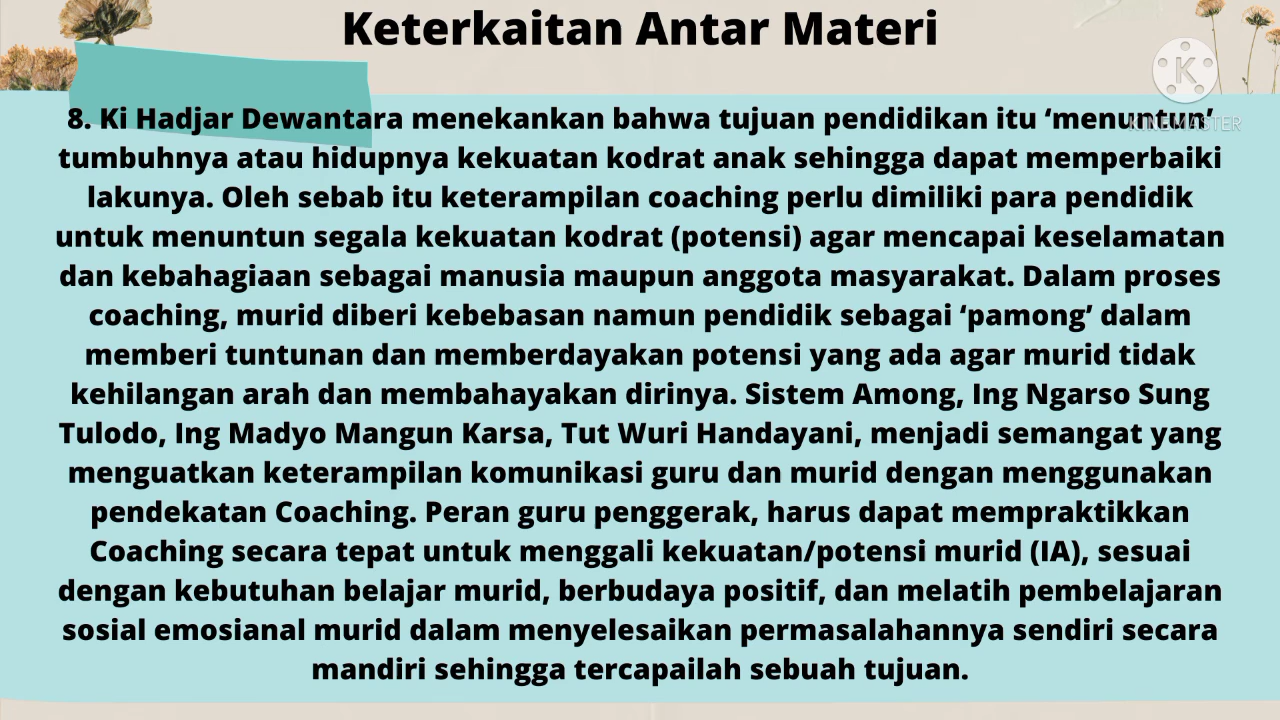 Keterkaitan Antar Materi
8. Ki Hadjar Dewantara menekankan bahwa tujuan pendidikan itu ‘menuntun’
tumbuhnya atau hidupnya kekuatan kodrat anak sehingga dapat memperbaiki
lakunya. Oleh sebab itu keterampilan coaching perlu dimiliki para pendidik
untuk menuntun segala kekuatan kodrat (potensi) agar mencapai keselamatan
dan kebahagiaan sebagai manusia maupun anggota masyarakat. Dalam proses
coaching, murid diberi kebebasan namun pendidik sebagai ‘pamong’ dalam
memberi tuntunan dan memberdayakan potensi yang ada agar murid tidak
kehilangan arah dan membahayakan dirinya. Sistem Among, Ing Ngarso Sung
Tulodo, Ing Madyo Mangun Karsa, Tut Wuri Handayani, menjadi semangat yang
menguatkan keterampilan komunikasi guru dan murid dengan menggunakan
pendekatan Coaching. Peran guru penggerak, harus dapat mempraktikkan
Coaching secara tepat untuk menggali kekuatan/potensi murid (IA), sesuai
dengan kebutuhan belajar murid, berbudaya positif, dan melatih pembelajaran
sosial emosianal murid dalam menyelesaikan permasalahannya sendiri secara
mandiri sehingga tercapailah sebuah tujuan.
K
KINEMASTER